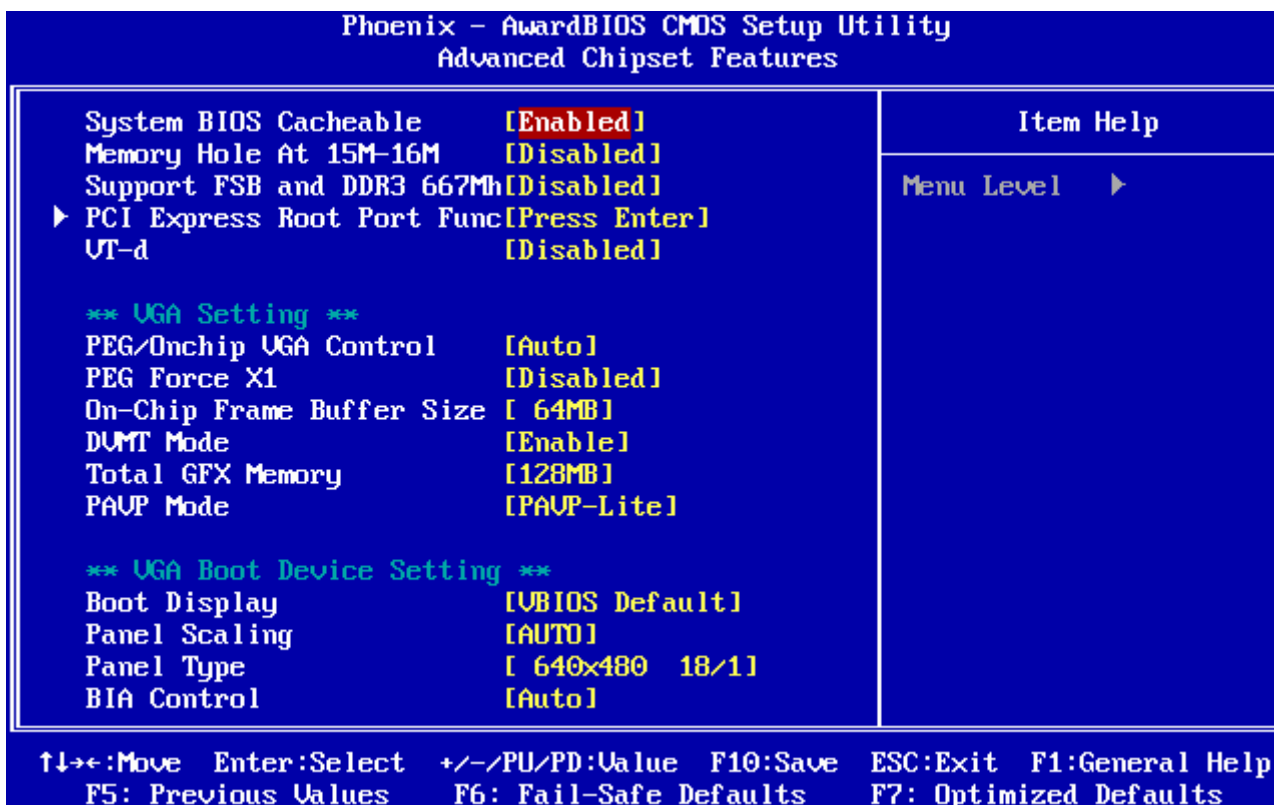 Phoenix - AwardBIOS CMOS Setup Utility
Advanced Chipset Features
System BIOS Cacheable [Enabled]
Memory Hole At 15M-16M [Disabled]
Support FSB and DDR3 667Mh[Disabled]
▶ PCI Express Root Port Func[Press Enter]
VT-d [Disabled]
** VGA Setting **
PEG/Onchip VGA Control [Auto]
PEG Force X1 [Disabled]
On-Chip Frame Buffer Size [ 64MB]
DVMT Mode [Enable]
Total GFX Memory [128MB]
PAVP Mode [PAVP-Lite]
** VGA Boot Device Setting **
Boot Display [VBIOS Default]
Panel Scaling [AUTO]
Panel Type [ 640x480 18/1]
BIA Control [Auto]
Item Help
Menu Level ▶
↑↓→←:Move Enter:Select +/-/PU/PD:Value F10:Save ESC:Exit F1:General Help
F5: Previous Values F6: Fail-Safe Defaults F7: Optimized Defaults